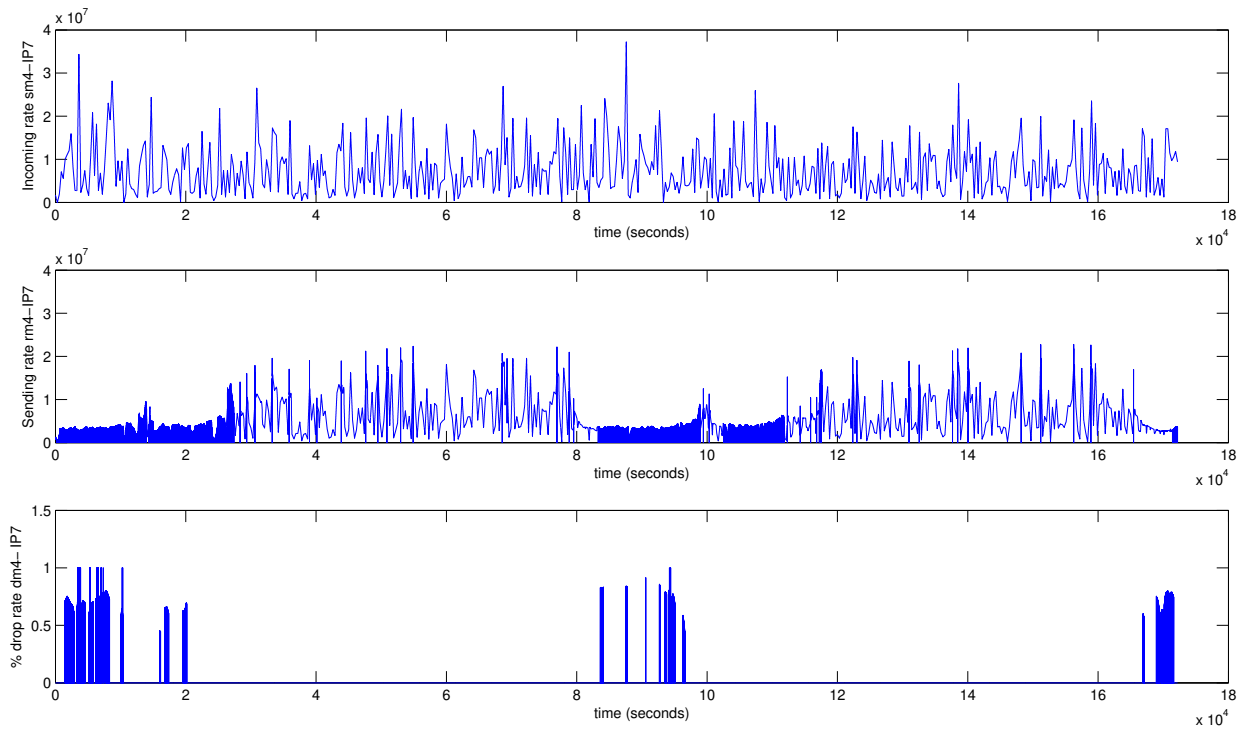 x 10^7
4
3
2
1
0
Incoming rate sm4−IP7
0 2 4 6 8 10 12 14 16 18
time (seconds)
x 10^4
x 10^7
4
3
2
1
0
Sending rate rm4−IP7
0 2 4 6 8 10 12 14 16 18
time (seconds)
x 10^4
1.5
1
0.5
0
% drop rate dm4− IP7
0 2 4 6 8 10 12 14 16 18
time (seconds)
x 10^4